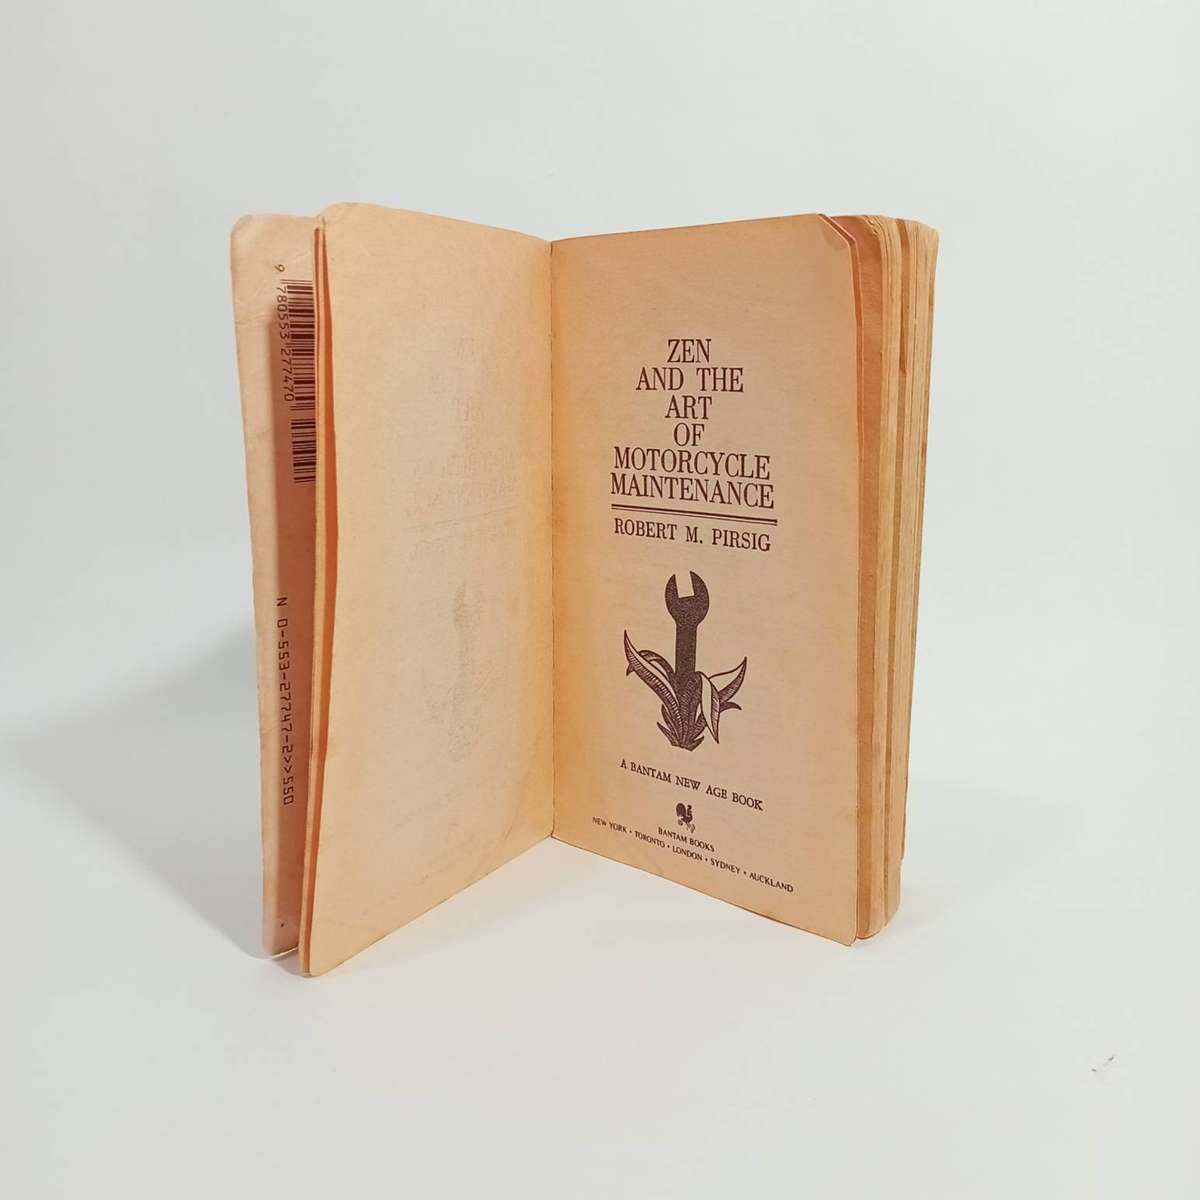 9 780553 277470
N 0-553-27747-2>>550
ZEN
AND THE
ART
OF
MOTORCYCLE
MAINTENANCE
ROBERT M. PIRSIG
A BANTAM NEW AGE BOOK
BANTAM BOOKS
NEW YORK • TORONTO • LONDON • SYDNEY • AUCKLAND